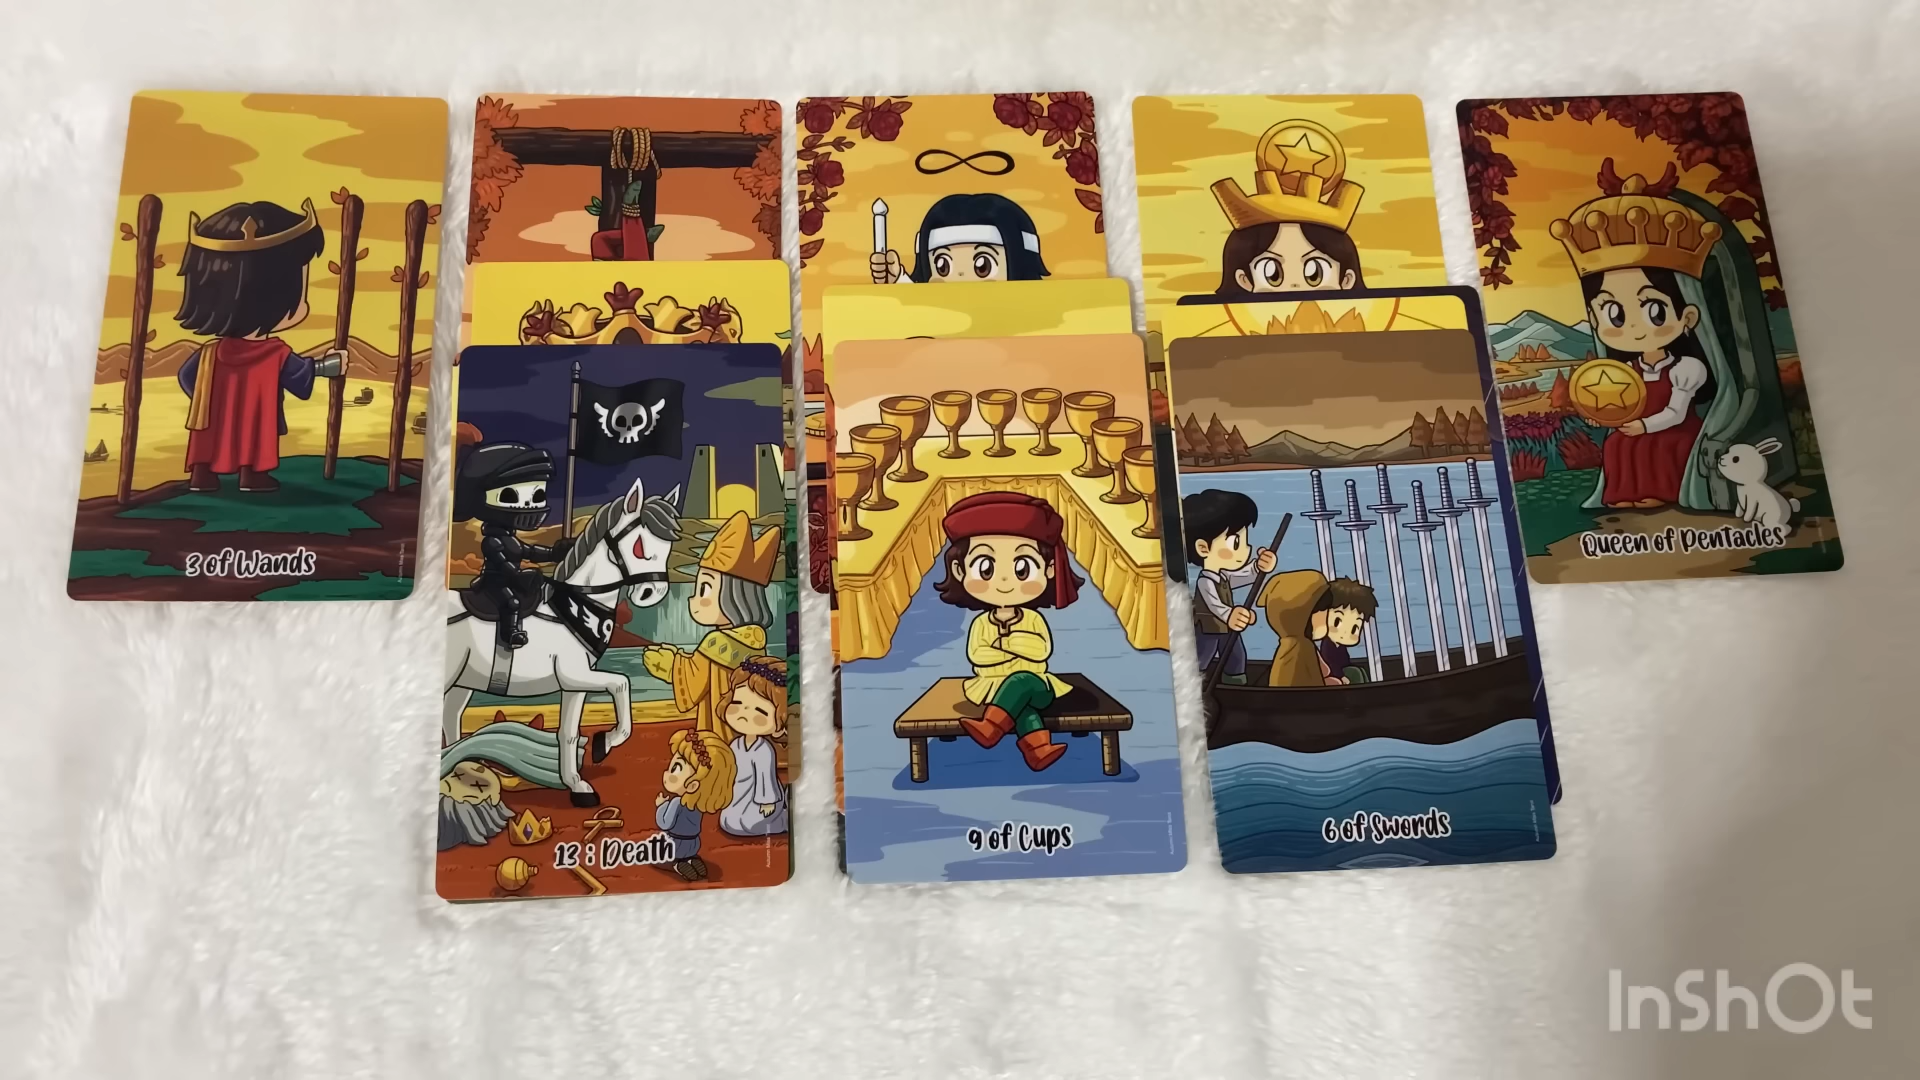 3 of Wands
Queen of Pentacles
13 : Death
9 of Cups
6 of Swords
InShOt